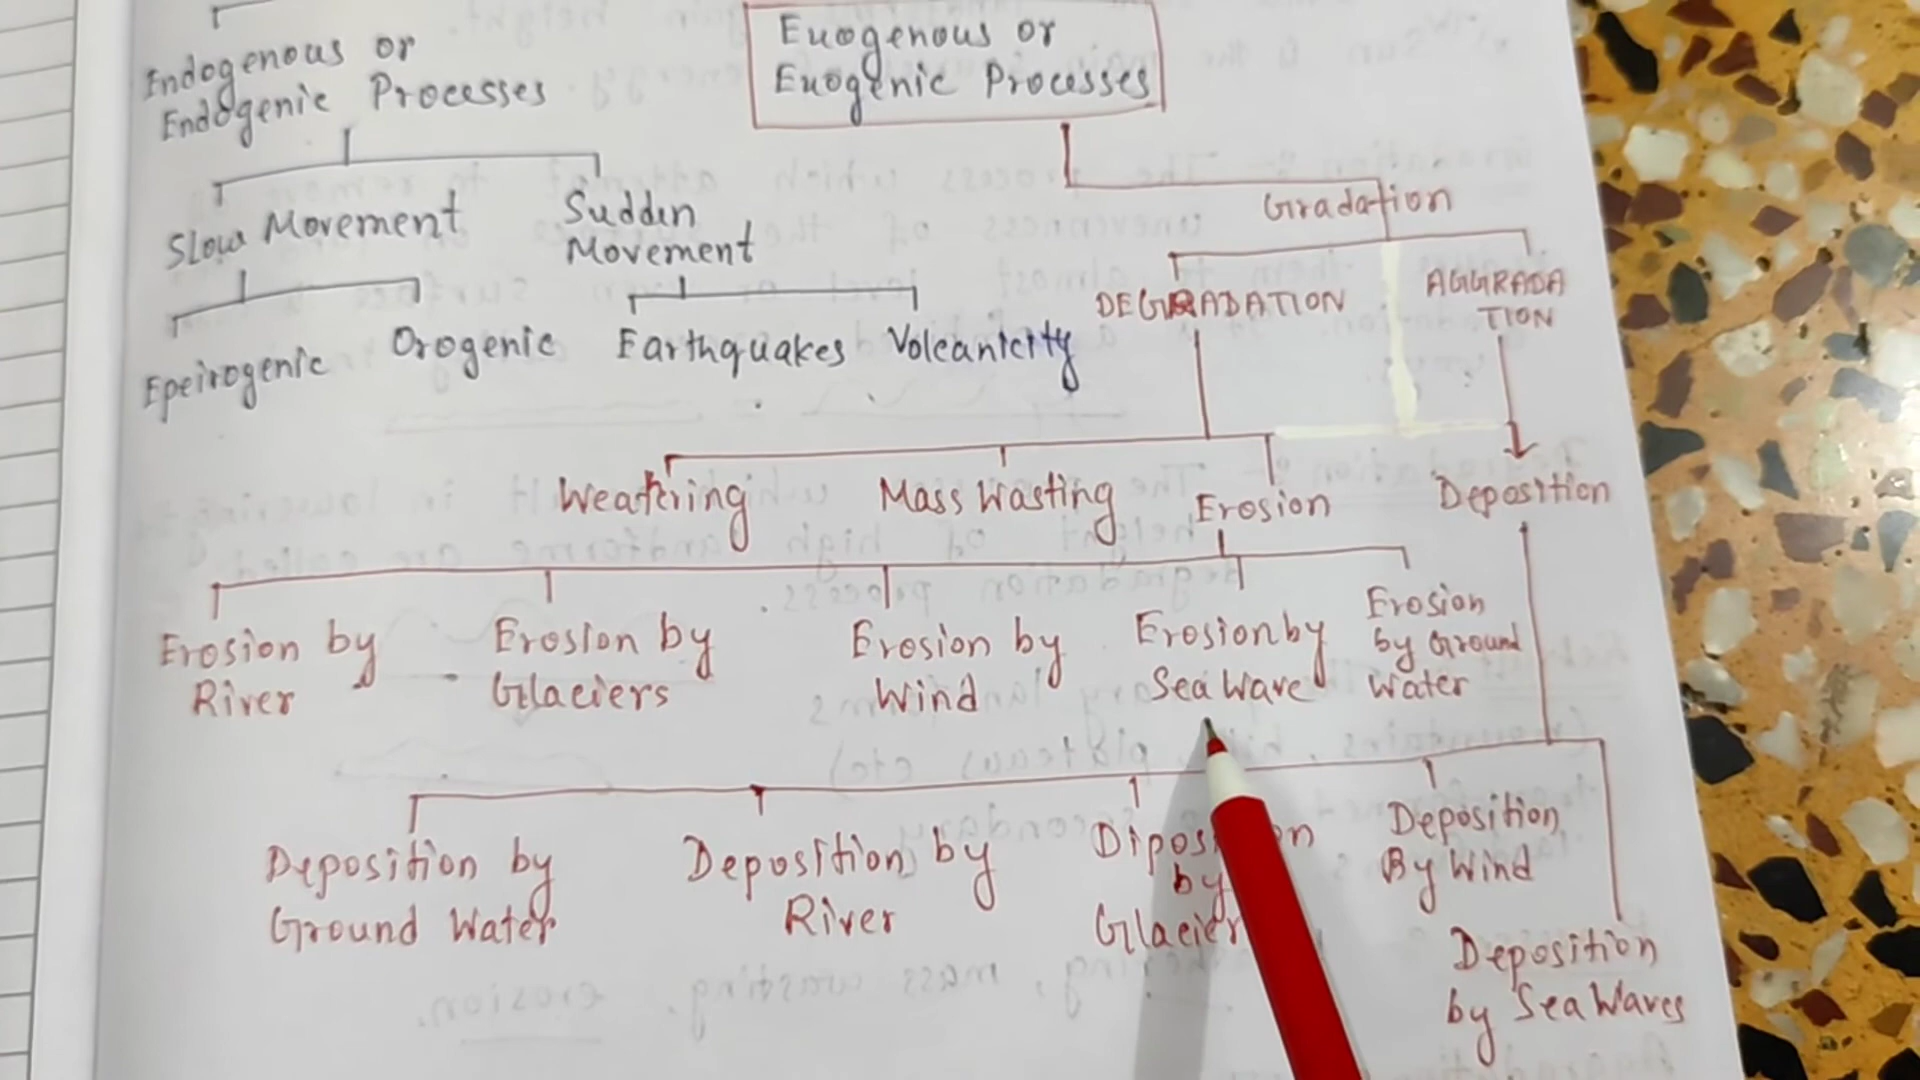 Endogenous or
Endogenic Processes
Exogenous or
Exogenic Processes
Slow Movement
Sudden
Movement
Gradation
Epeirogenic
Orogenic
Earthquakes
Volcanicity
DEGRADATION
AGGRADA
TION
Weathering
Mass Wasting
Erosion
Deposition
Erosion by
River
Erosion by
Glaciers
Erosion by
Wind
Erosion by
Sea Wave
Erosion
by Ground
Water
Deposition by
Ground Water
Deposition by
River
by
Glacier
Deposition
By Wind
Deposition
by Sea Waves